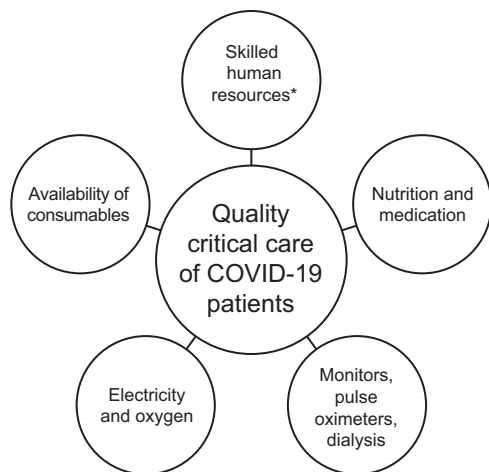 Skilled
human
resources*
Availability of
consumables
Nutrition and
medication
Quality
critical care
of COVID-19
patients
Electricity
and oxygen
Monitors,
pulse
oximeters,
dialysis